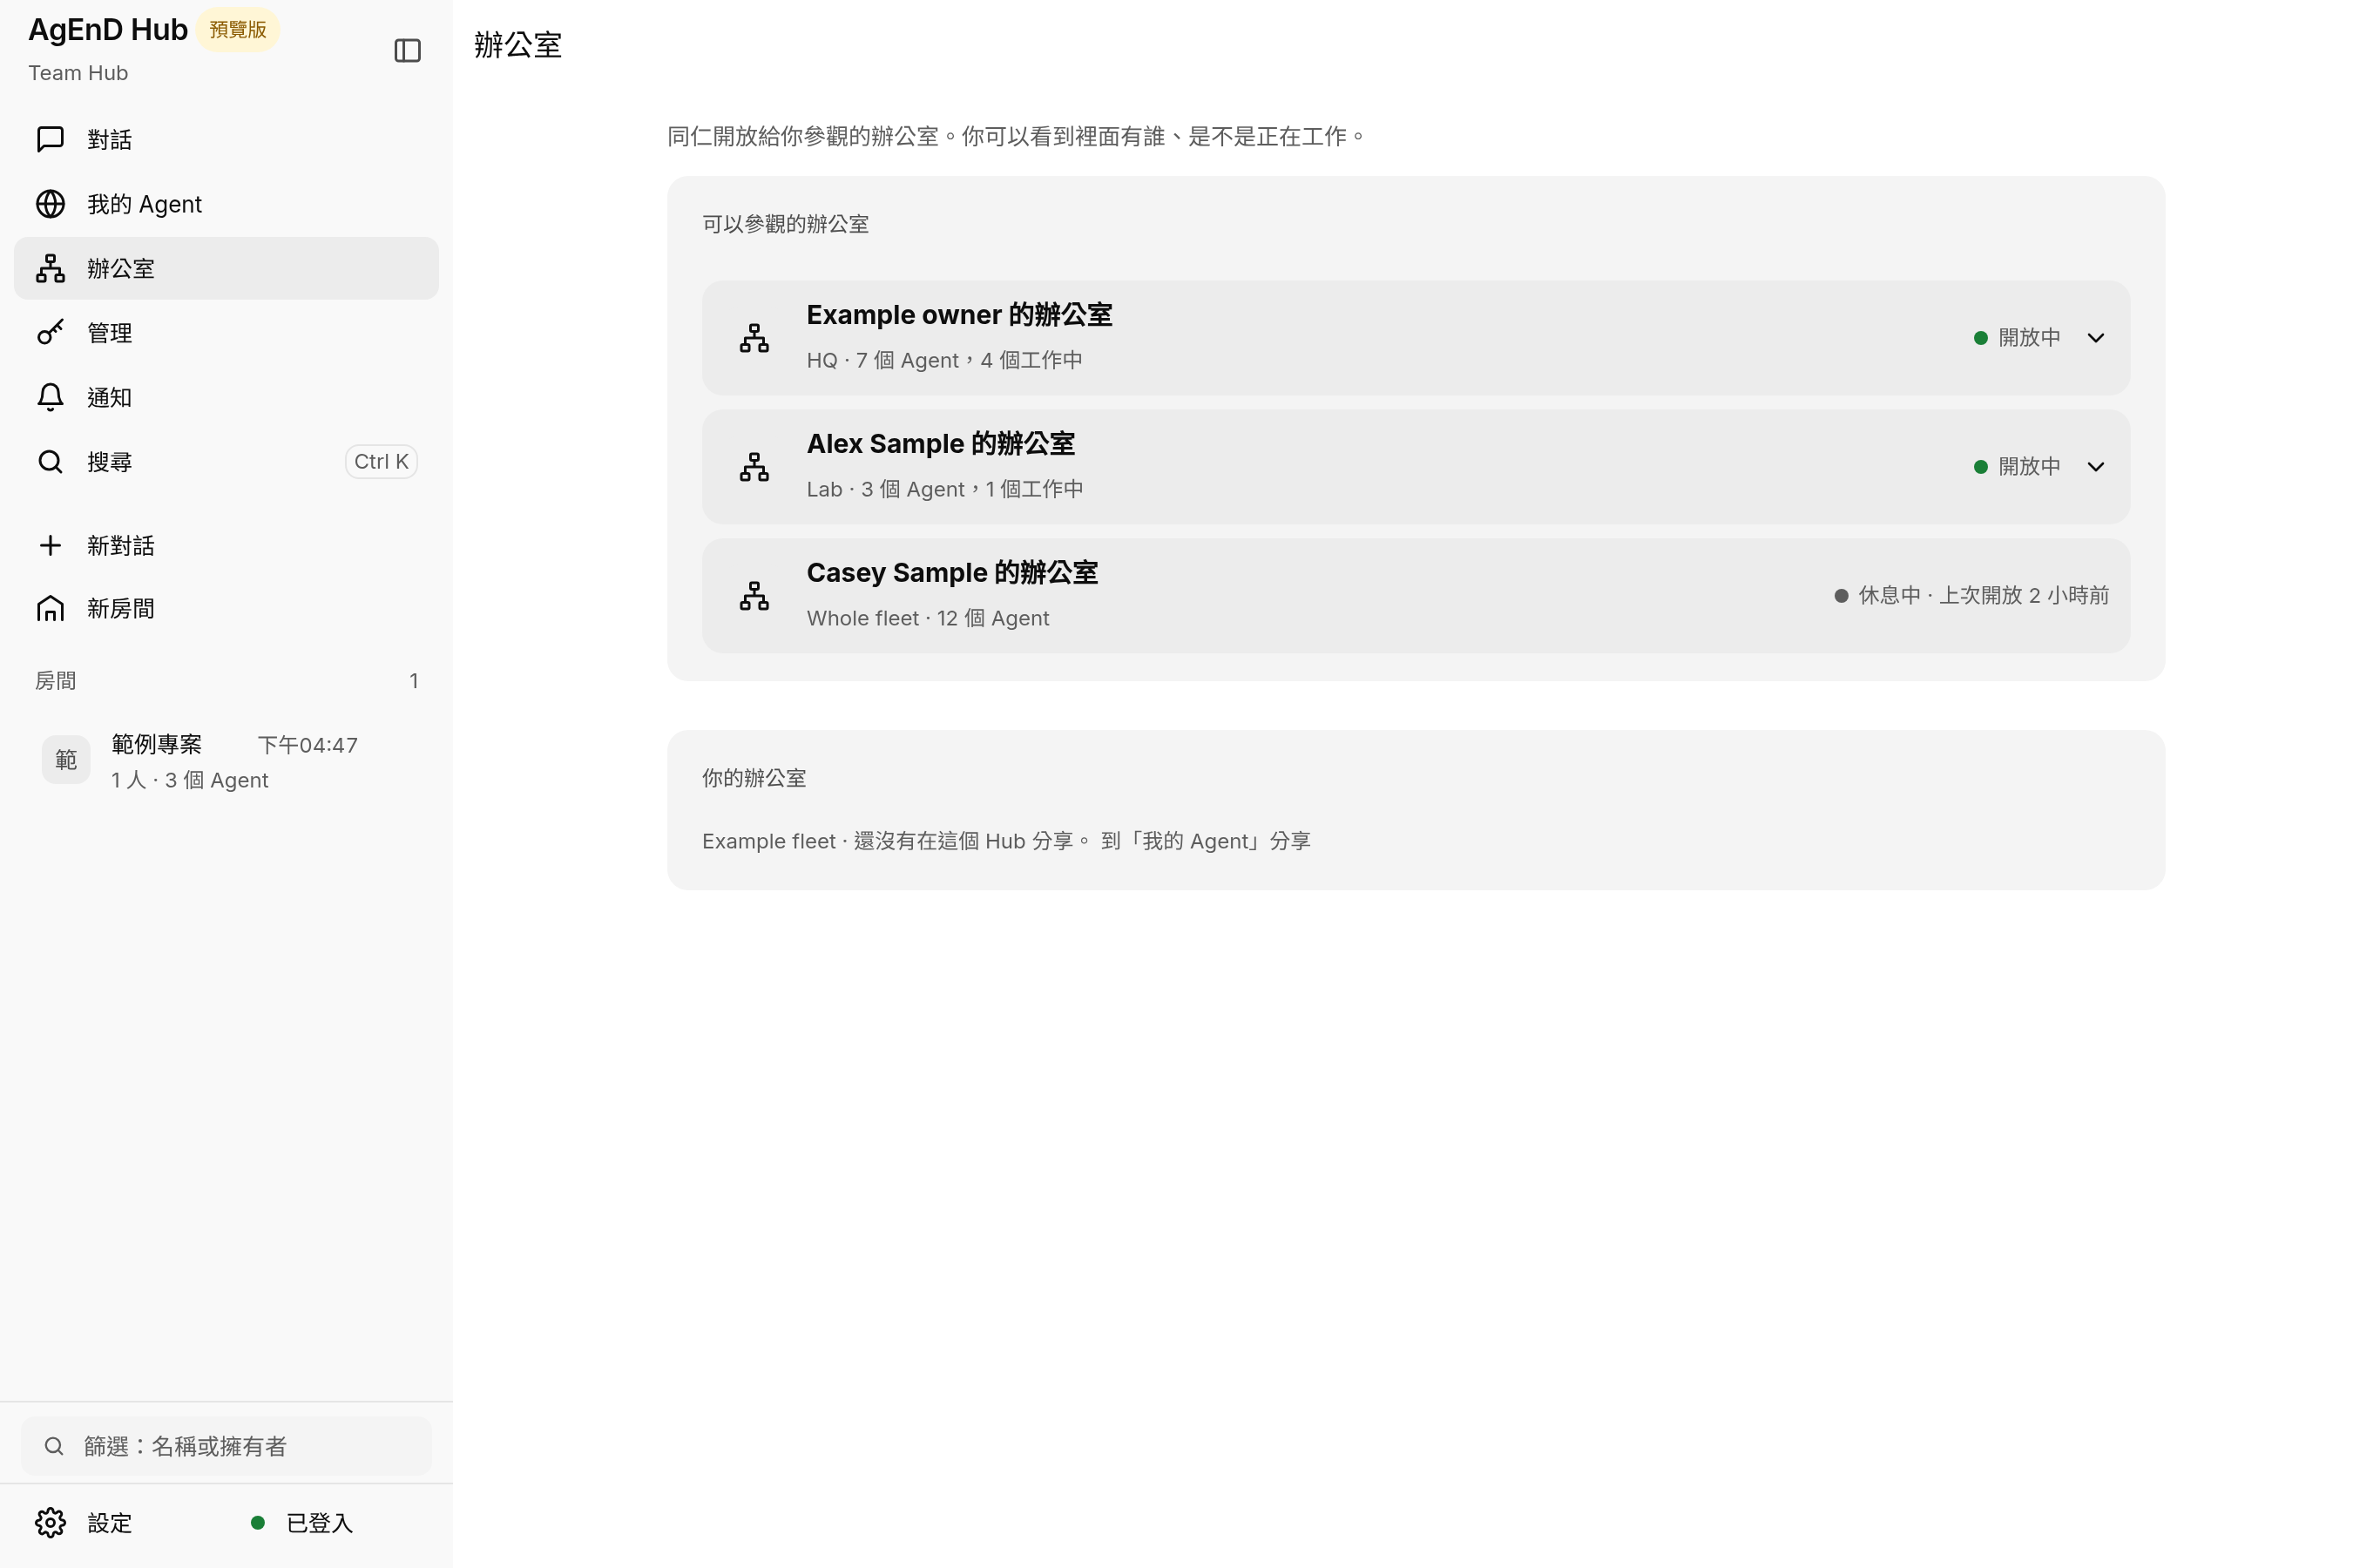 AgEnD Hub 預覽版
Team Hub
對話
我的 Agent
辦公室
管理
通知
搜尋 Ctrl K
新對話
新房間
房間 1
範 範例專案 下午04:47
1 人 · 3 個 Agent
篩選：名稱或擁有者
設定 已登入
辦公室
同仁開放給你參觀的辦公室。你可以看到裡面有誰、是不是正在工作。
可以參觀的辦公室
Example owner 的辦公室
HQ · 7 個 Agent，4 個工作中
開放中
Alex Sample 的辦公室
Lab · 3 個 Agent，1 個工作中
開放中
Casey Sample 的辦公室
Whole fleet · 12 個 Agent
休息中 · 上次開放 2 小時前
你的辦公室
Example fleet · 還沒有在這個 Hub 分享。 到「我的 Agent」分享